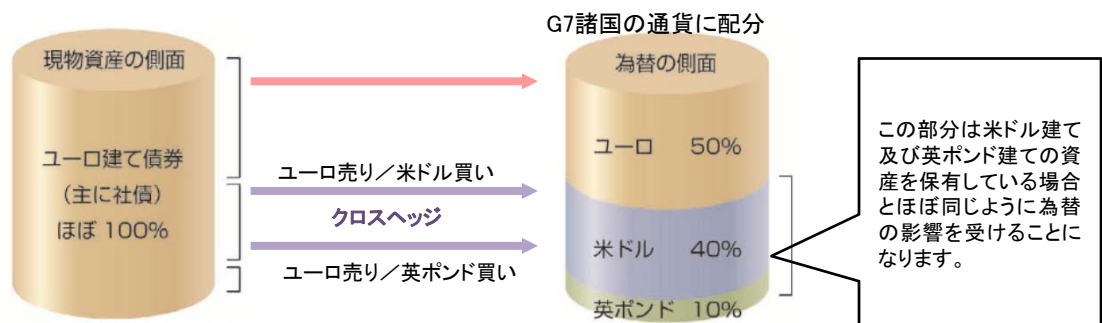 G7諸国の通貨に配分
現物資産の側面
ユーロ建て債券
(主に社債)
ほぼ 100%
ユーロ売り／米ドル買い
クロスヘッジ
ユーロ売り／英ポンド買い
為替の側面
ユーロ 50%
米ドル 40%
英ポンド 10%
この部分は米ドル建て
及び英ポンド建ての資
産を保有している場合
とほぼ同じように為替
の影響を受けることに
なります。